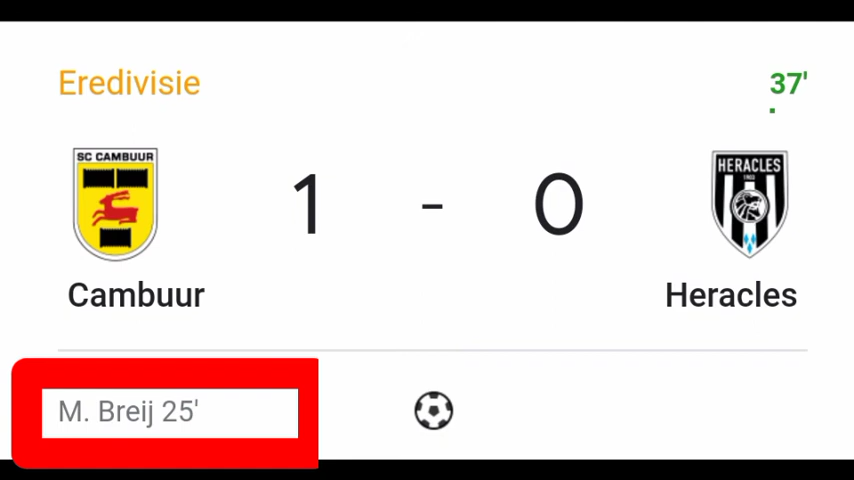 Eredivisie
37'
SC CAMBUUR
HERACLES
1 - 0
Cambuur
Heracles
M. Breij 25'